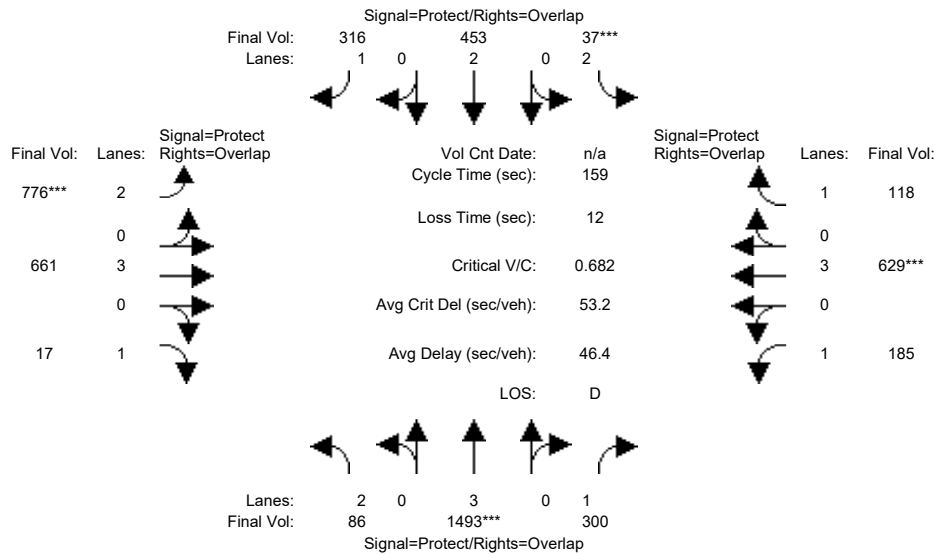 Signal=Protect/Rights=Overlap
Final Vol: 316 453 37***
Lanes: 1 0 2 0 2
Signal=Protect Signal=Protect
Final Vol: Lanes: Rights=Overlap Vol Cnt Date: n/a Rights=Overlap Lanes: Final Vol:
Cycle Time (sec): 159
776*** 2 1 118
Loss Time (sec): 12
0 0
661 3 Critical V/C: 0.682 3 629***
0 Avg Crit Del (sec/veh): 53.2 0
17 1 Avg Delay (sec/veh): 46.4 1 185
LOS: D
Lanes: 2 0 3 0 1
Final Vol: 86 1493*** 300
Signal=Protect/Rights=Overlap